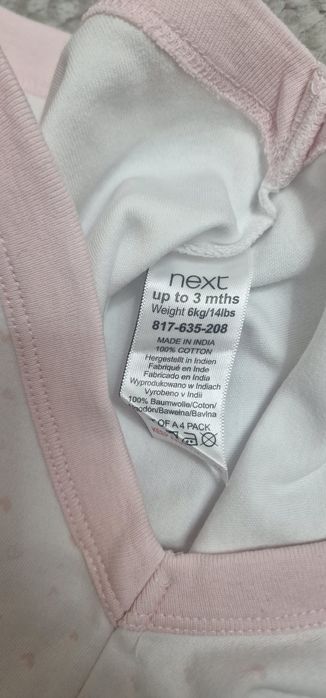 next
up to 3 mths
Weight 6kg/14lbs
817-635-208
MADE IN INDIA
100% COTTON
Hergestellt in Indien
Fabriqué en Inde
Fabricado en India
Wyprodukowano w Indiach
Vyrobeno v Indii
100% Baumwolle/Coton/
godón/Bawełna/Bavlna
OF A 4 PACK